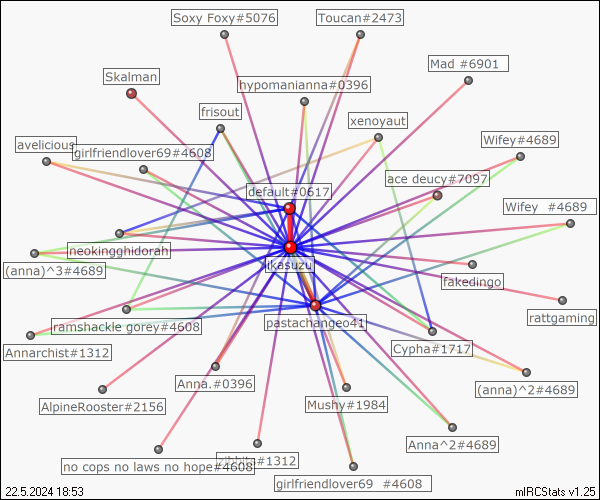 Soxy Foxy#5076
Toucan#2473
Mad #6901
Skalman
hypomanianna#0396
frisout
xenoyaut
Wifey#4689
avelicious
girlfriendlover69#4608
ace deucy#7097
default#0617
Wifey  #4689
neokingghidorah
jkasuzu
(anna)^3#4689
fakedingo
rattgaming
ramshackle gorey#4608
pastachangeo41
Annarchist#1312
Cypha#1717
Anna.#0396
(anna)^2#4689
AlpineRooster#2156
Mushy#1984
Anna^2#4689
no cops no laws no hope#4608
#1312
girlfriendlover69  #4608
22.5.2024 18:53
mIRCStats v1.25